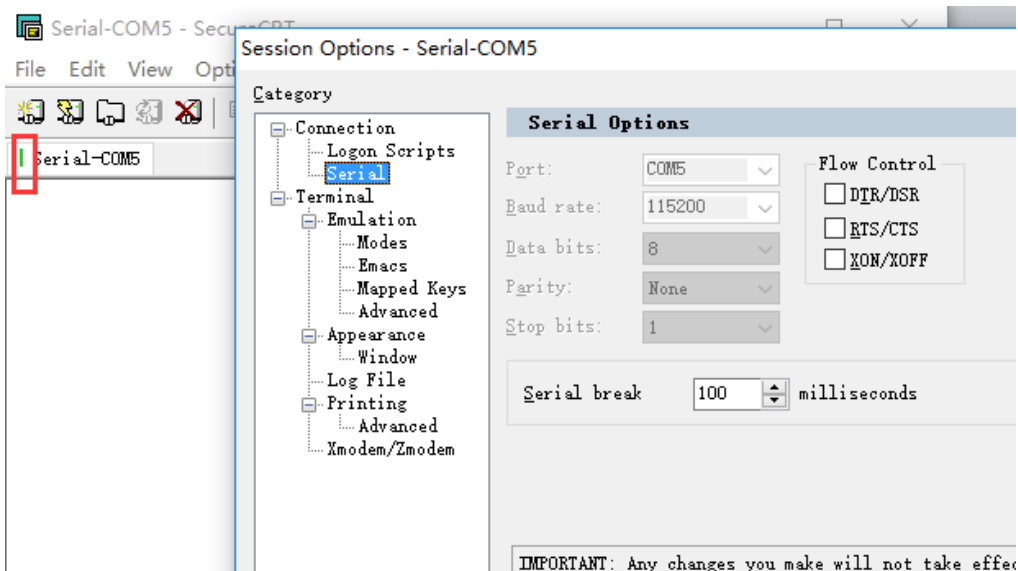 Serial-COM5 - SecureCRT
File Edit View Opti
Serial-COM5
Session Options - Serial-COM5
Category
Connection
Logon Scripts
Serial
Terminal
Emulation
Modes
Emacs
Mapped Keys
Advanced
Appearance
Window
Log File
Printing
Advanced
Xmodem/Zmodem
Serial Options
Port: COM5
Baud rate: 115200
Data bits: 8
Parity: None
Stop bits: 1
Flow Control
DTR/DSR
RTS/CTS
XON/XOFF
Serial break 100 milliseconds
IMPORTANT: Any changes you make will not take effec